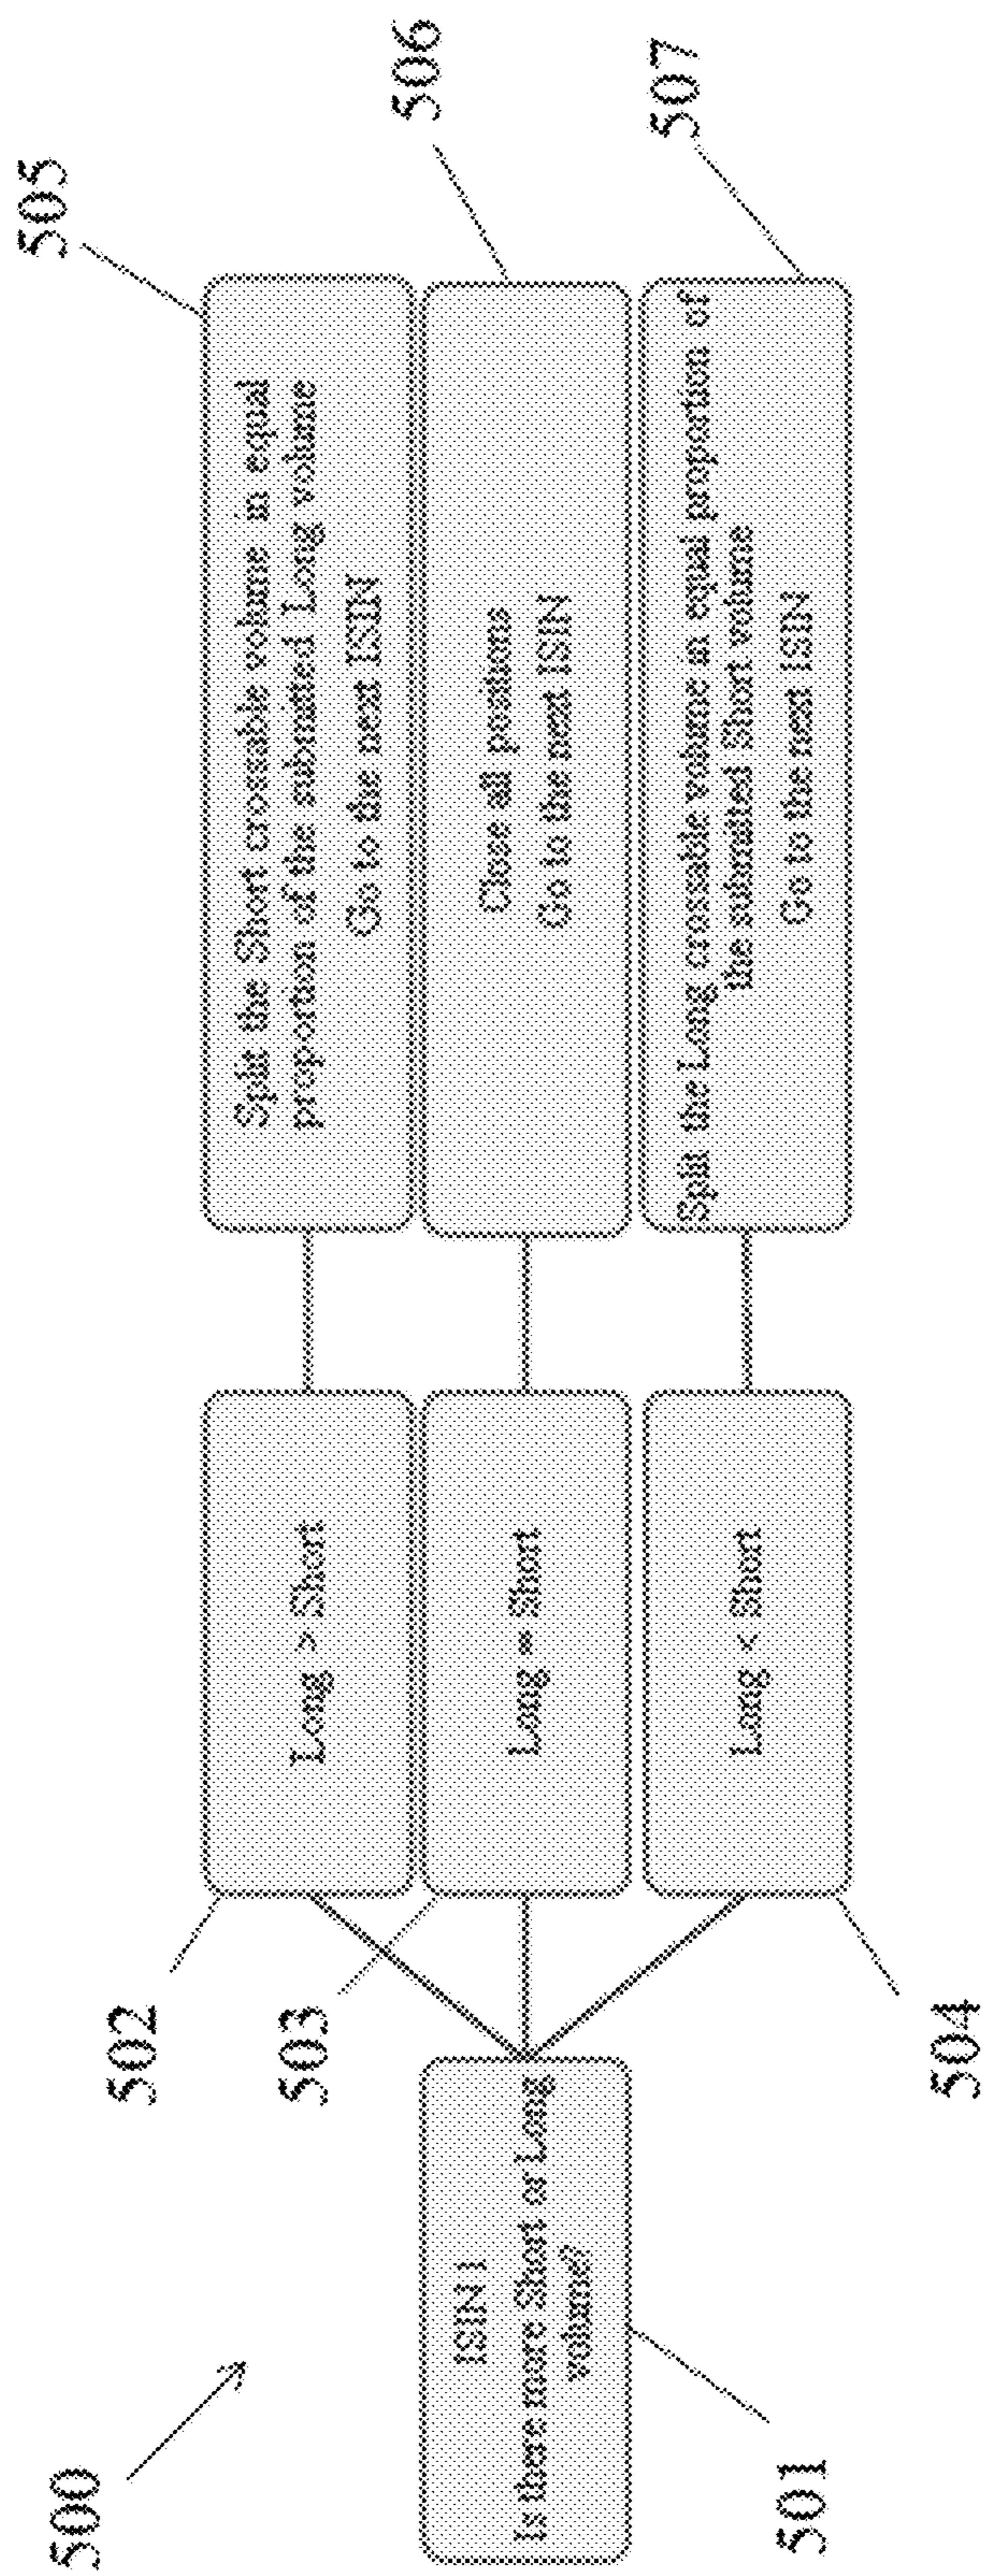 500
501
ISIN 1
Is there more Short or Long
volume?
502
Long > Short
503
Long = Short
504
Long < Short
505
Split the Short crossable volume in equal
proportion of the submitted Long volume
Go to the next ISIN
506
Close all positions
Go to the next ISIN
507
Split the Long crossable volume in equal proportion of
the submitted Short volume
Go to the next ISIN